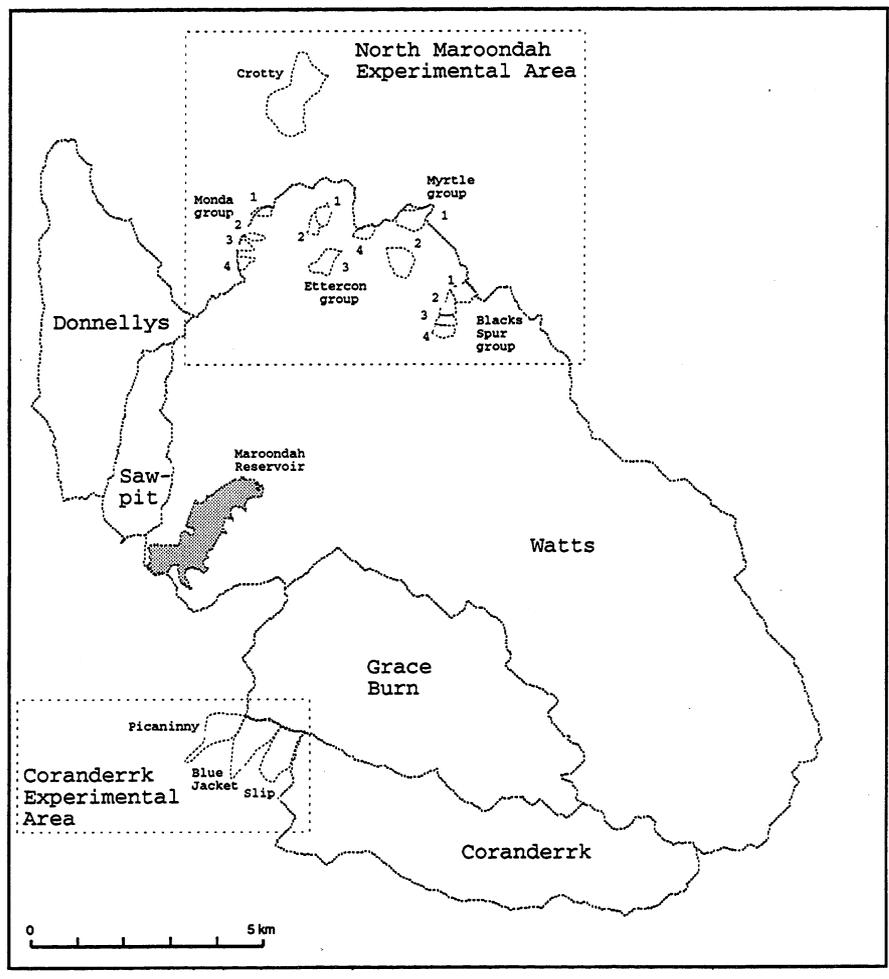 North Maroondah
Experimental Area
Crotty
Monda
group
1
2
3
4
1
2
3
4
Ettercon
group
Myrtle
group
1
2
1
2
3
4
Blacks
Spur
group
Donnellys
Saw-
pit
Maroondah
Reservoir
Watts
Grace
Burn
Picaninny
Blue
Jacket
Slip
Coranderrk
Experimental
Area
Coranderrk
0
5 km